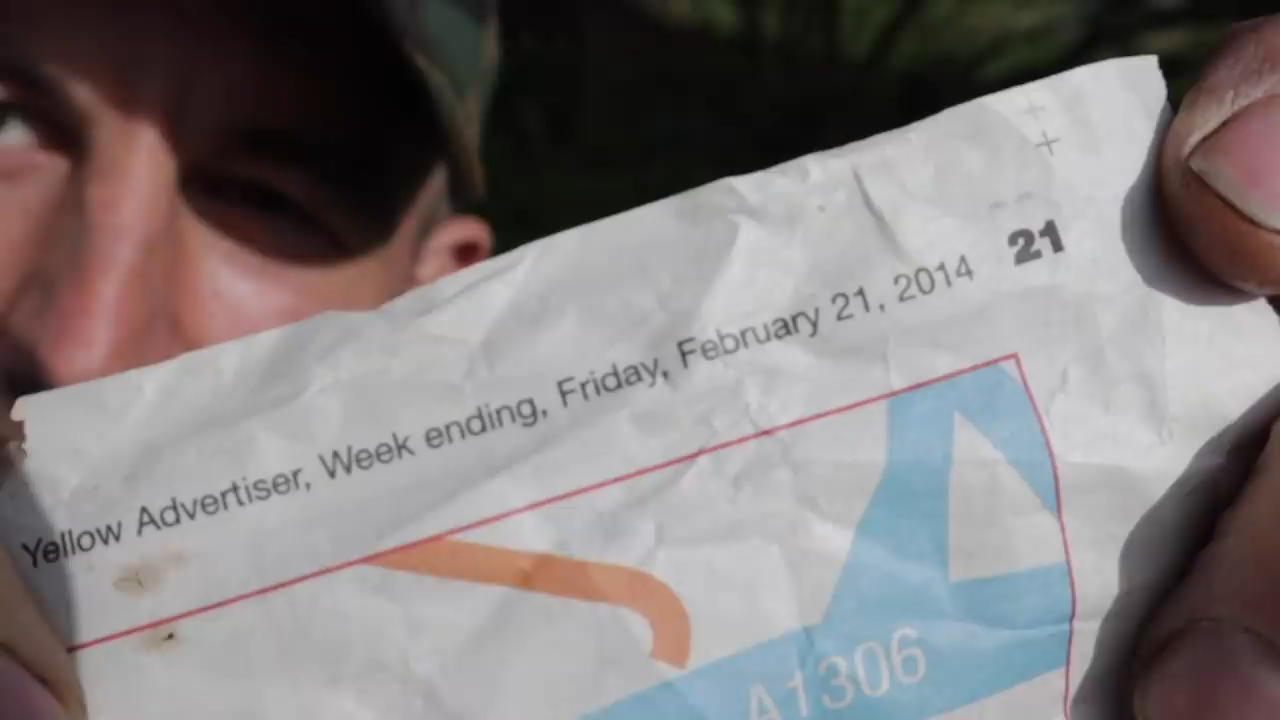 Yellow Advertiser, Week ending, Friday, February 21, 2014 21
A1306